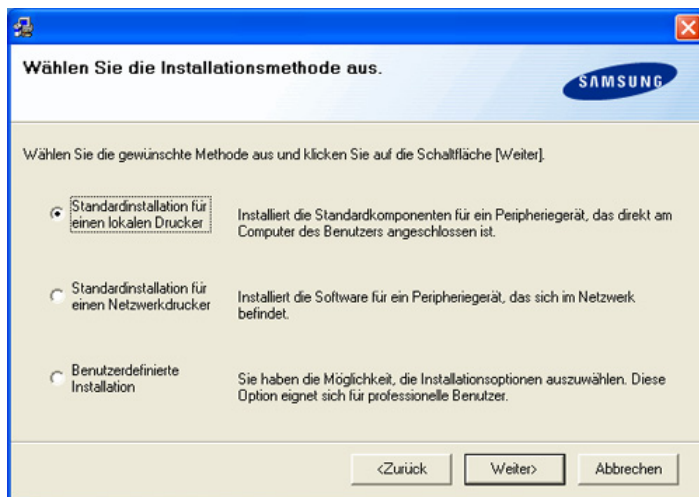 Wählen Sie die Installationsmethode aus.
SAMSUNG
Wählen Sie die gewünschte Methode aus und klicken Sie auf die Schaltfläche [Weiter].
Standardinstallation für
einen lokalen Drucker
Installiert die Standardkomponenten für ein Peripheriegerät, das direkt am
Computer des Benutzers angeschlossen ist.
Standardinstallation für
einen Netzwerkdrucker
Installiert die Software für ein Peripheriegerät, das sich im Netzwerk
befindet.
Benutzerdefinierte
Installation
Sie haben die Möglichkeit, die Installationsoptionen auszuwählen. Diese
Option eignet sich für professionelle Benutzer.
<Zurück
Weiter>
Abbrechen